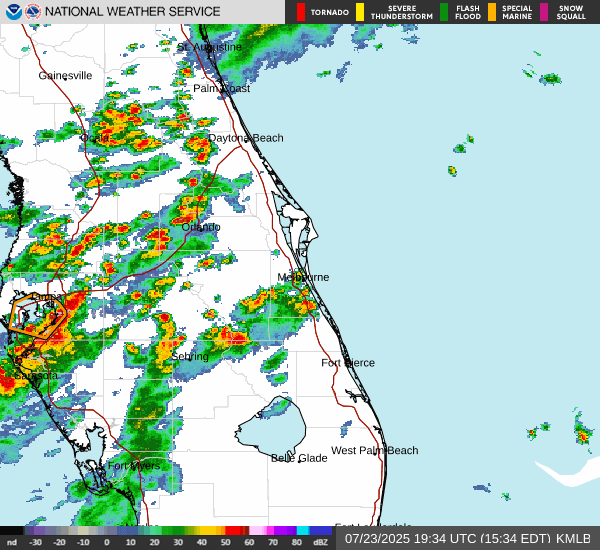 NATIONAL WEATHER SERVICE
TORNADO
SEVERE THUNDERSTORM
FLASH FLOOD
SPECIAL MARINE
SNOW SQUALL
St. Augustine
Gainesville
Palm Coast
Ocala
Daytona Beach
Orlando
Melbourne
Tampa
Sebring
Fort Pierce
Sarasota
West Palm Beach
Belle Glade
Fort Myers
Fort Lauderdale
nd -30 -20 -10 0 10 20 30 40 50 60 70 80 dBZ
07/23/2025 19:34 UTC (15:34 EDT) KMLB